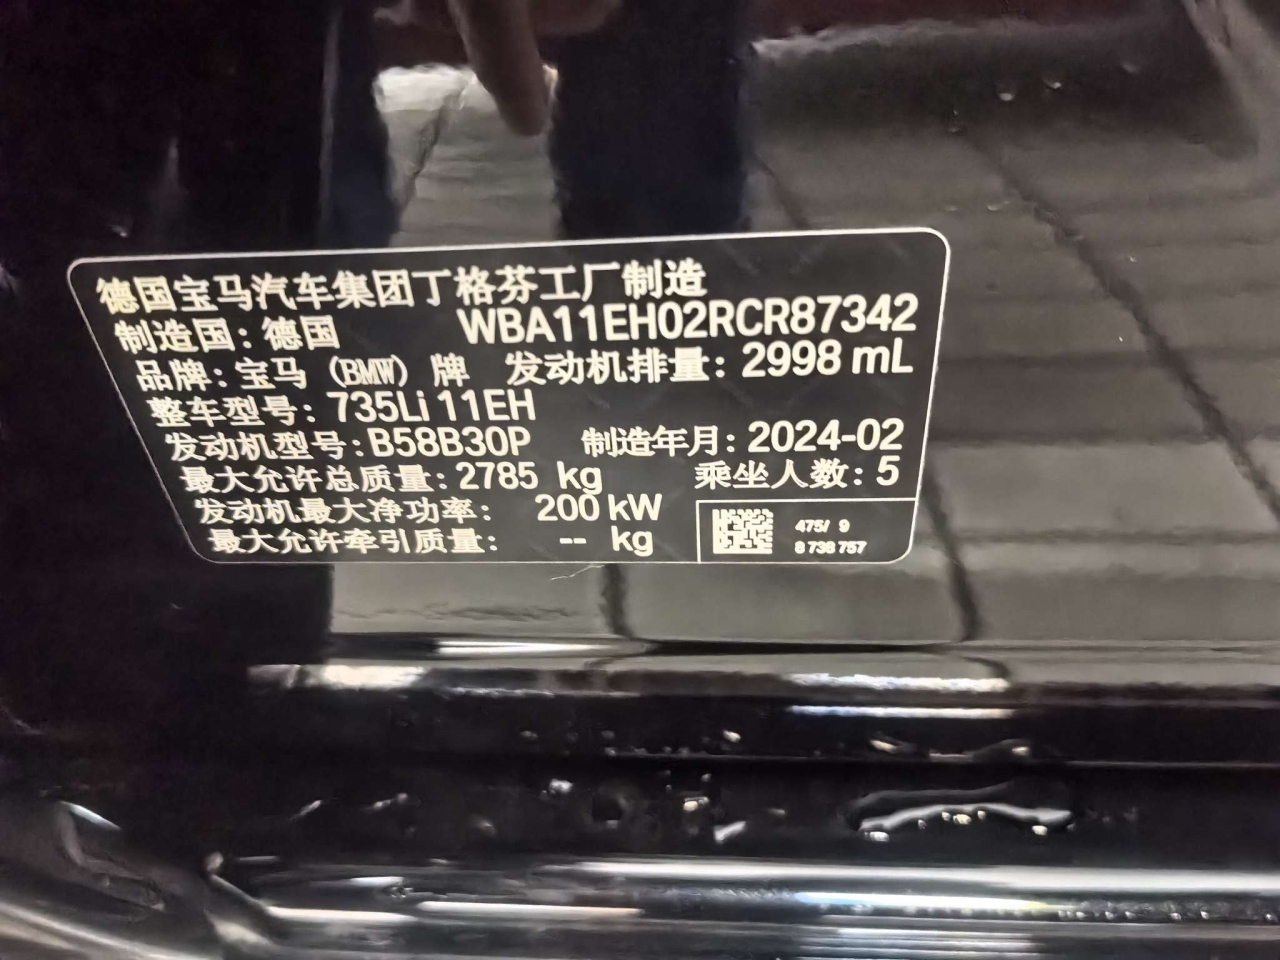 德国宝马汽车集团丁格芬工厂制造
制造国：德国 WBA11EH02RCR87342
品牌：宝马（BMW）牌 发动机排量：2998 mL
整车型号：735Li 11EH
发动机型号：B58B30P 制造年月：2024-02
最大允许总质量：2785 kg 乘坐人数：5
发动机最大净功率： 200 kW
最大允许牵引质量： -- kg
475/ 9
8 738 757